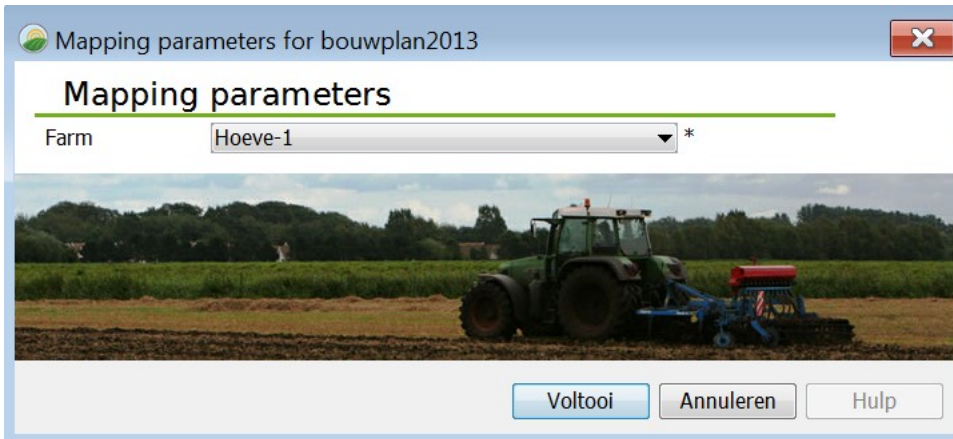 Mapping parameters for bouwplan2013
Mapping parameters
Farm Hoeve-1 *
Voltooi Annuleren Hulp